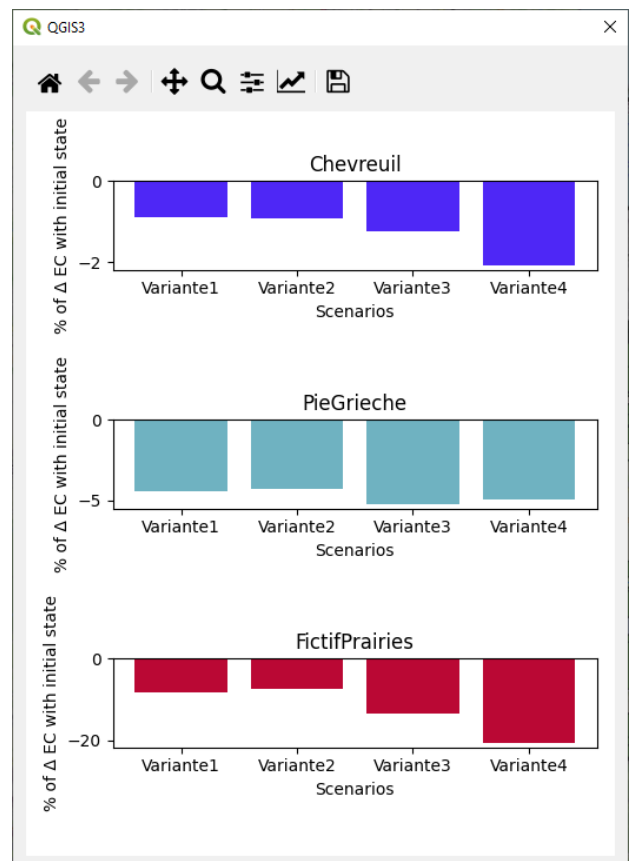 QGIS3
Chevreuil
% of Δ EC with initial state
0
−2
Variante1 Variante2 Variante3 Variante4
Scenarios
PieGrieche
% of Δ EC with initial state
0
−5
Variante1 Variante2 Variante3 Variante4
Scenarios
FictifPrairies
% of Δ EC with initial state
0
−20
Variante1 Variante2 Variante3 Variante4
Scenarios